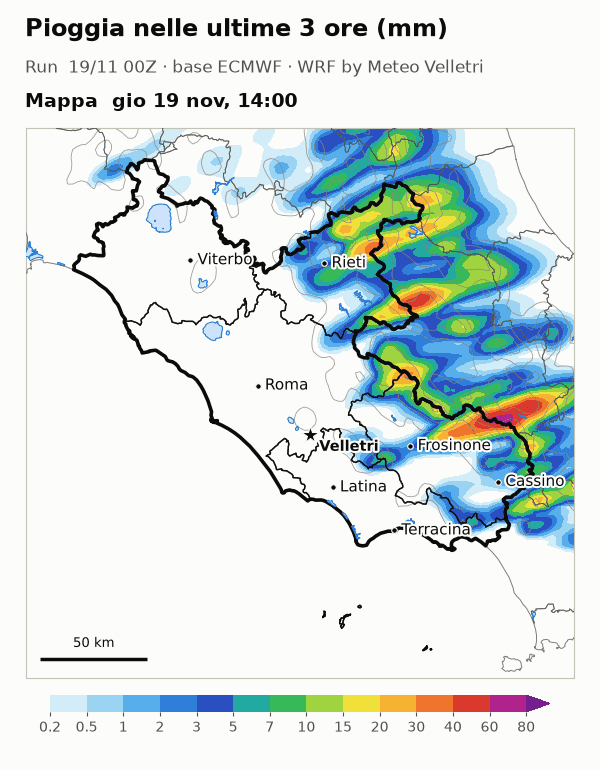 Pioggia nelle ultime 3 ore (mm)
Run  19/11 00Z · base ECMWF · WRF by Meteo Velletri
Mappa  gio 19 nov, 14:00
Viterbo
Rieti
Roma
Velletri
Frosinone
Latina
Cassino
Terracina
50 km
0.2 0.5 1 2 3 5 7 10 15 20 30 40 60 80